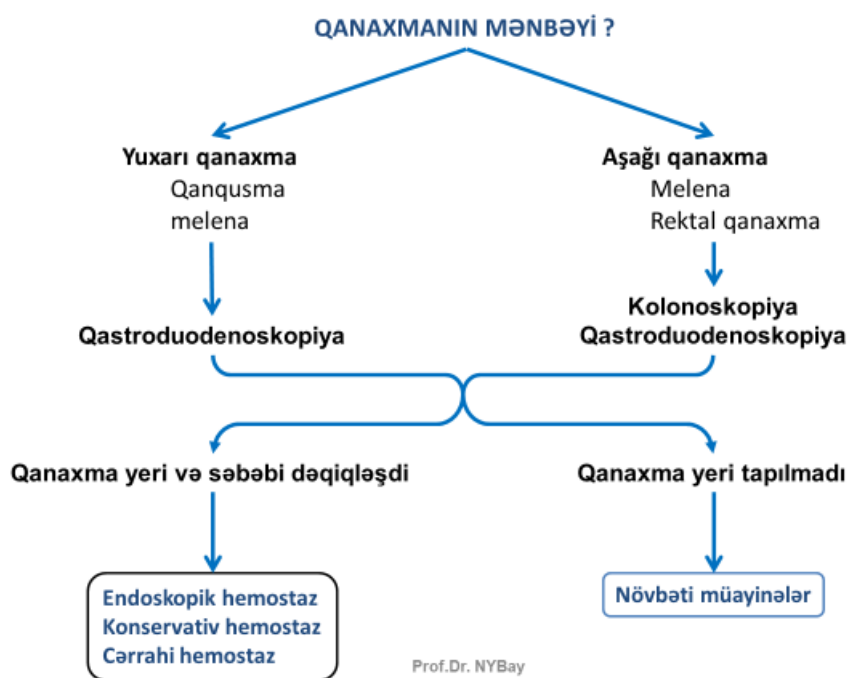 QANAXMANIN MƏNBƏYİ ?
Yuxarı qanaxma
Qanqusma
melena
Aşağı qanaxma
Melena
Rektal qanaxma
Qastroduodenoskopiya
Kolonoskopiya
Qastroduodenoskopiya
Qanaxma yeri və səbəbi dəqiqləşdi
Qanaxma yeri tapılmadı
Endoskopik hemostaz
Konservativ hemostaz
Cərrahi hemostaz
Növbəti müayinələr
Prof.Dr. NYBay